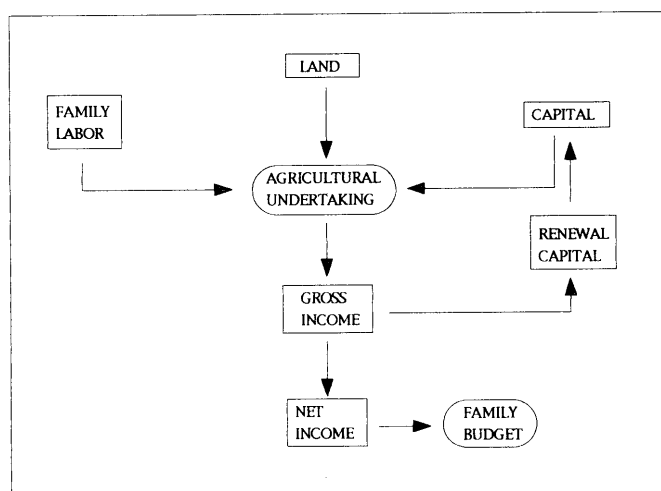 LAND
FAMILY
LABOR
CAPITAL
AGRICULTURAL
UNDERTAKING
RENEWAL
CAPITAL
GROSS
INCOME
NET
INCOME
FAMILY
BUDGET